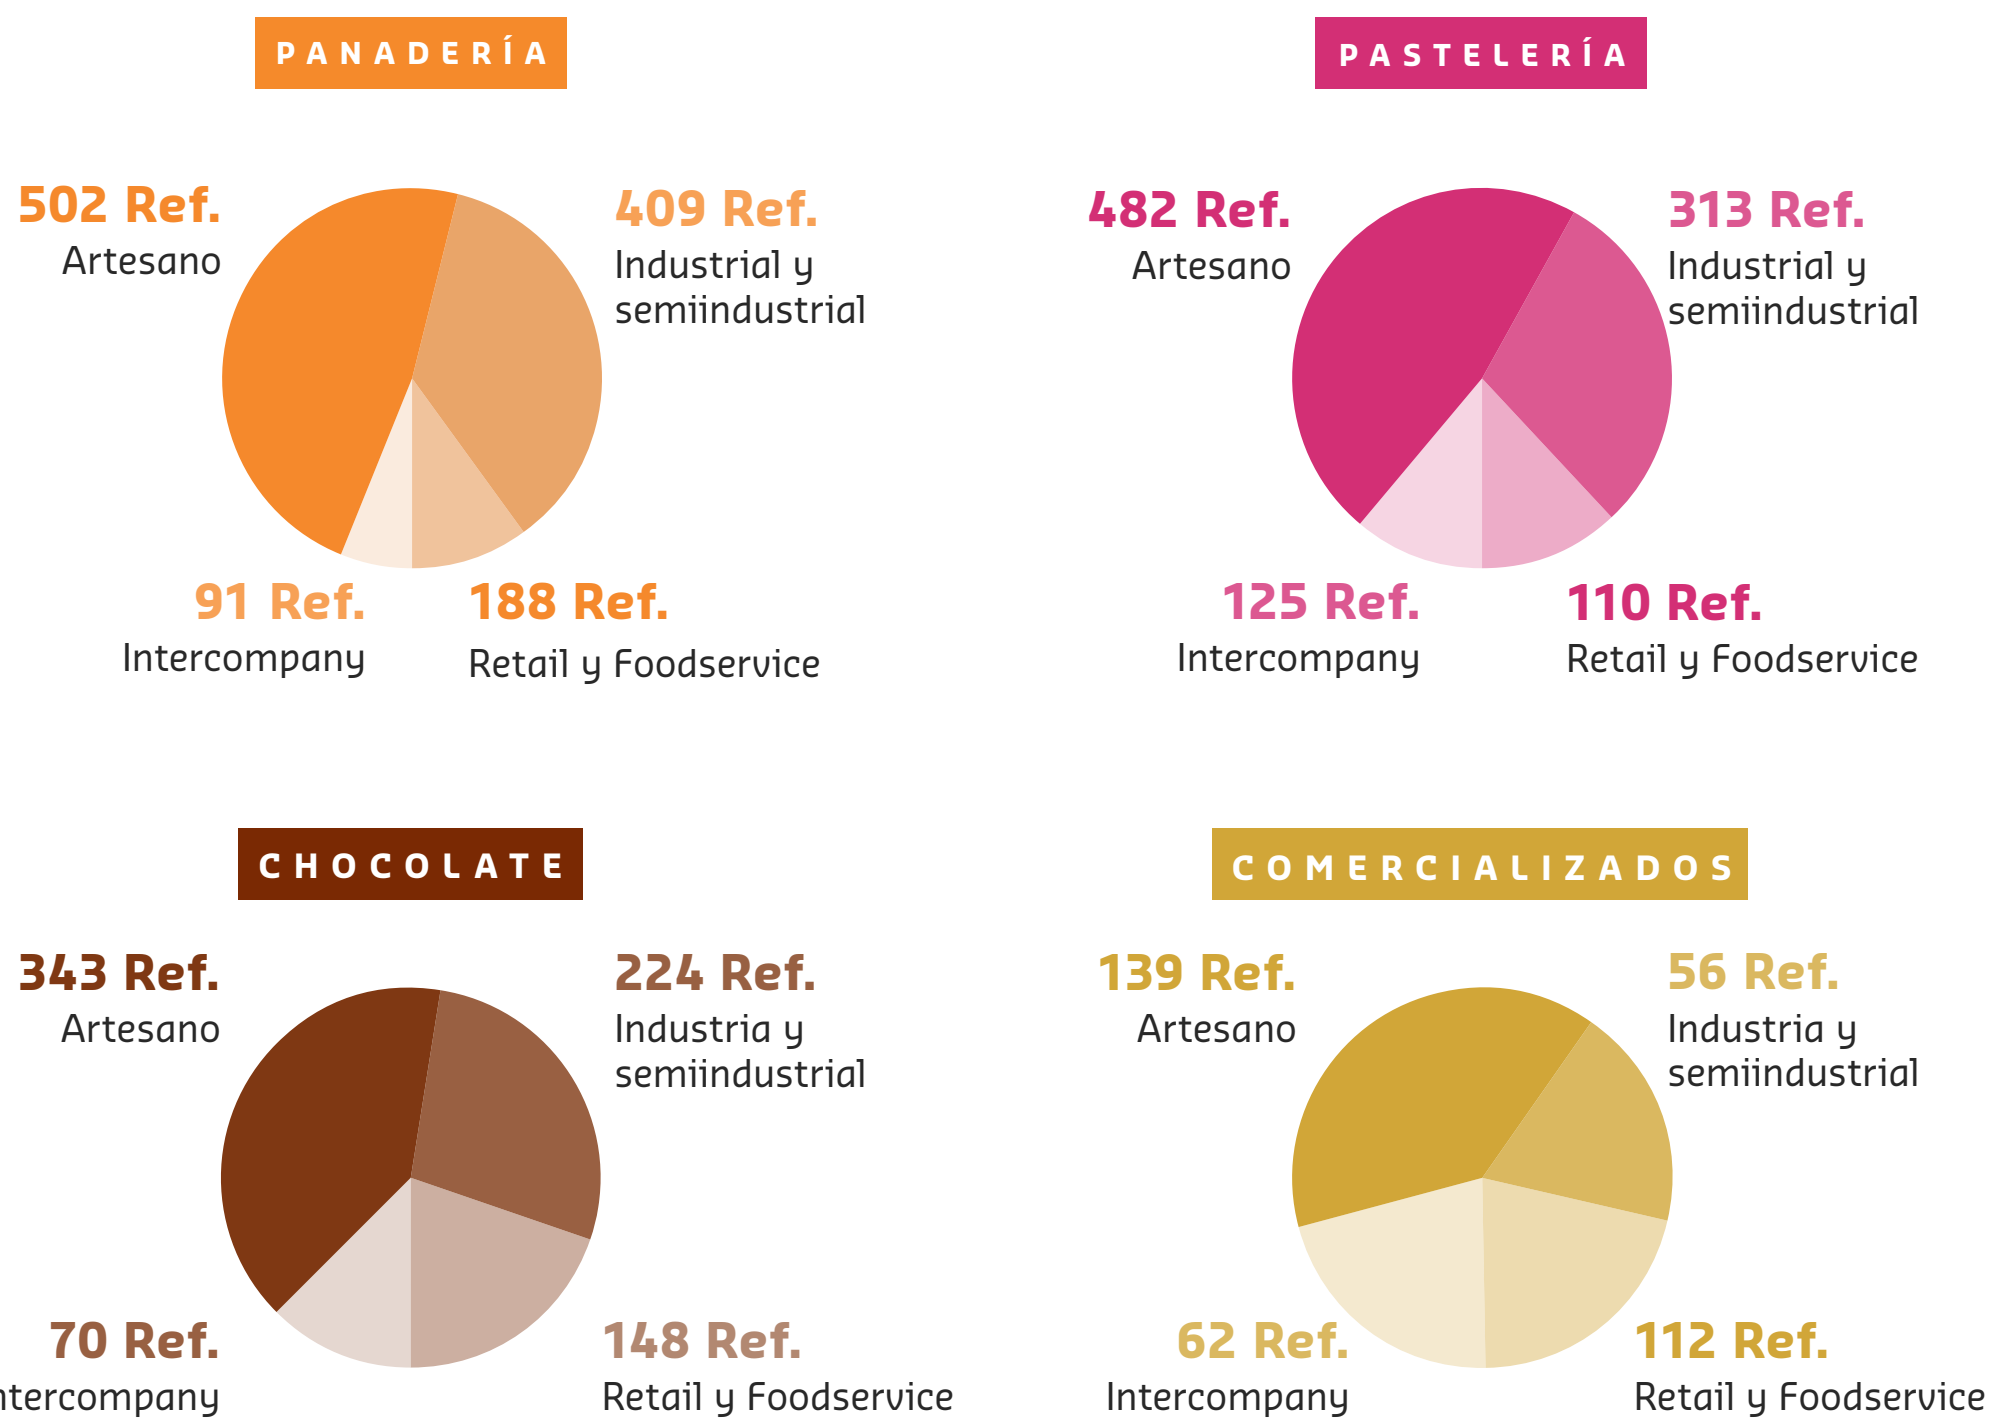 PANADERÍA
502 Ref.
Artesano
409 Ref.
Industrial y
semiindustrial
91 Ref.
Intercompany
188 Ref.
Retail y Foodservice
PASTELERÍA
482 Ref.
Artesano
313 Ref.
Industrial y
semiindustrial
125 Ref.
Intercompany
110 Ref.
Retail y Foodservice
CHOCOLATE
343 Ref.
Artesano
224 Ref.
Industria y
semiindustrial
70 Ref.
ntercompany
148 Ref.
Retail y Foodservice
COMERCIALIZADOS
139 Ref.
Artesano
56 Ref.
Industria y
semiindustrial
62 Ref.
Intercompany
112 Ref.
Retail y Foodservice